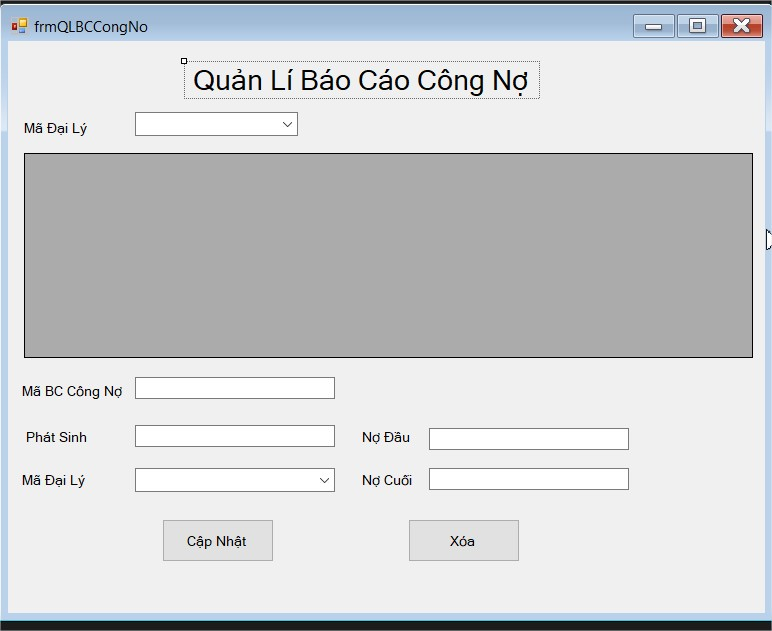 frmQLBCCongNo
Quản Lí Báo Cáo Công Nợ
Mã Đại Lý
Mã BC Công Nợ
Phát Sinh
Nợ Đầu
Mã Đại Lý
Nợ Cuối
Cập Nhật
Xóa